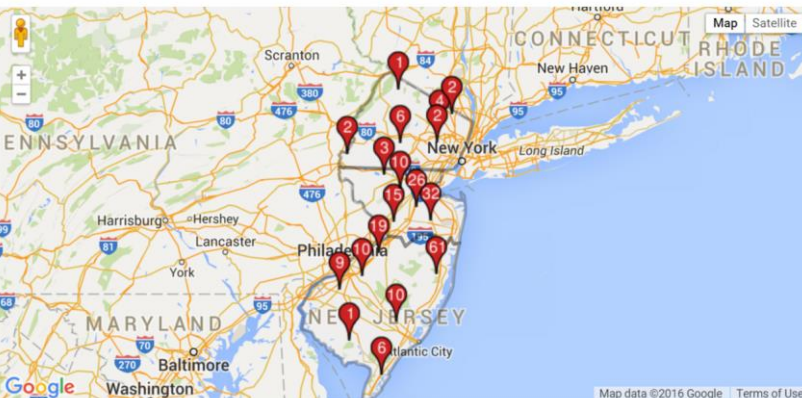 Hartford
Map Satellite
CONNECTICUT
RHODE
ISLAND
Scranton
1
84
New Haven
380
95
95
476
2
4
2
80
80
6
2
80
ENNSYLVANIA
3
New York
Long Island
10
26
476
15
32
Harrisburg
Hershey
19
195
81
Lancaster
Philadelphia
10
61
York
9
68
95
10
MARYLAND
1
NEW JERSEY
70
6
Atlantic City
270
Baltimore
Google
Washington
Map data ©2016 Google Terms of Use